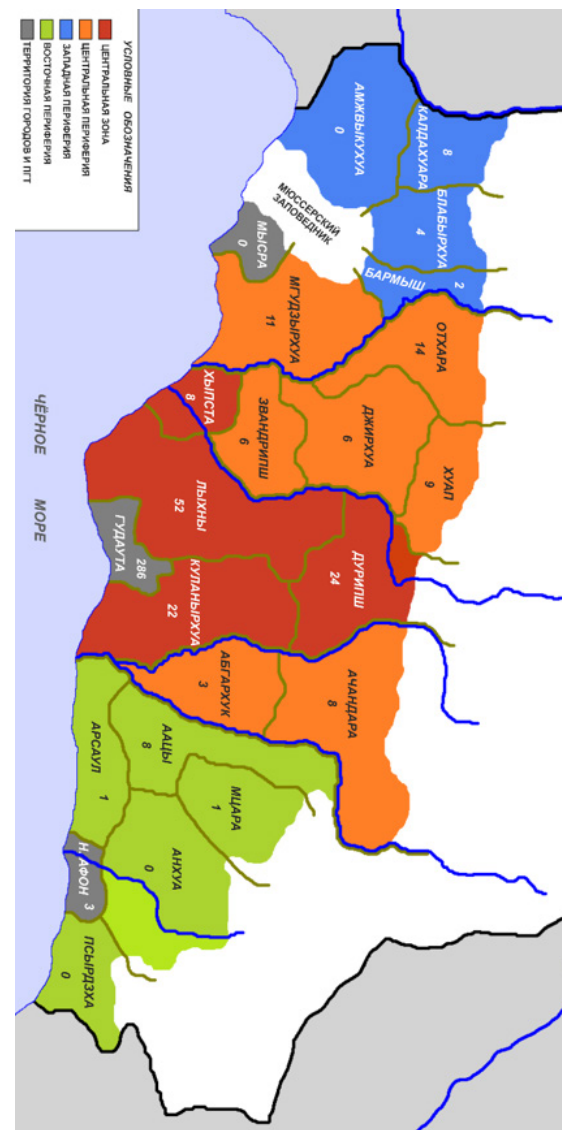 УСЛОВНЫЕ ОБОЗНАЧЕНИЯ
ЦЕНТРАЛЬНАЯ ЗОНА
ЦЕНТРАЛЬНАЯ ПЕРИФЕРИЯ
ЗАПАДНАЯ ПЕРИФЕРИЯ
ВОСТОЧНАЯ ПЕРИФЕРИЯ
ТЕРРИТОРИЯ ГОРОДОВ И ПГТ
КАЛДАХУАРА
8
АМЖВЫКУХУА
0
БЛАБЫРХУА
4
БАРМЫШ
2
МЮССЕРСКИЙ
ЗАПОВЕДНИК
МЫСРА
0
МГУДЗЫРХУА
11
ОТХАРА
14
ХЫПСТА
8
ЗВАНДРИПШ
6
ДЖИРХУА
6
ХУАП
9
ЛЫХНЫ
52
ДУРИПШ
24
ГУДАУТА
286
КУЛАНЫРХУА
22
АБГАРХУК
3
АЧАНДАРА
8
ААЦЫ
8
АРСАУЛ
1
МЦАРА
1
АНХУА
0
Н. АФОН 3
ПСЫРДЗХА
0
ЧЁРНОЕ МОРЕ